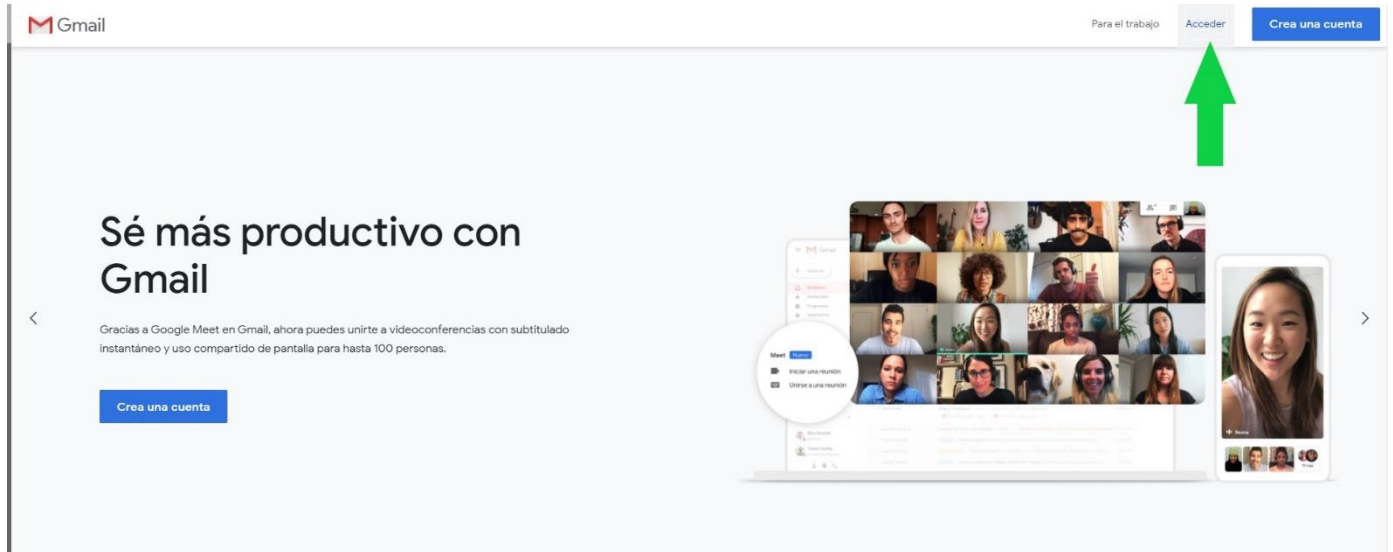 Gmail
Para el trabajo
Acceder
Crea una cuenta
Sé más productivo con
Gmail
Gracias a Google Meet en Gmail, ahora puedes unirte a videoconferencias con subtitulado
instantáneo y uso compartido de pantalla para hasta 100 personas.
Crea una cuenta
Gmail
Meet Nuevo
Iniciar una reunión
Unirse a una reunión